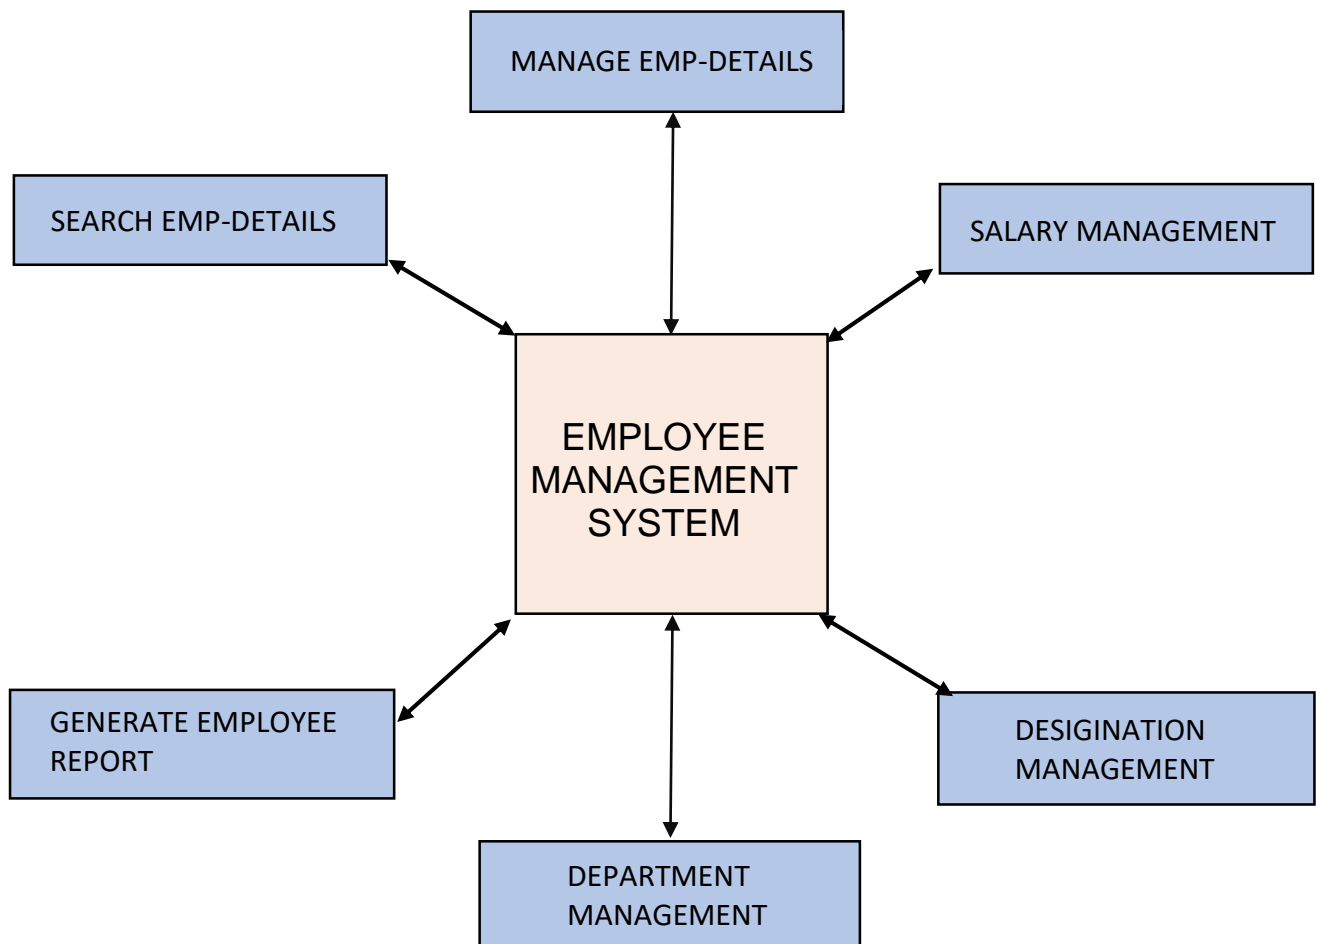 MANAGE EMP-DETAILS
SEARCH EMP-DETAILS
SALARY MANAGEMENT
EMPLOYEE
MANAGEMENT
SYSTEM
GENERATE EMPLOYEE
REPORT
DESIGINATION
MANAGEMENT
DEPARTMENT
MANAGEMENT